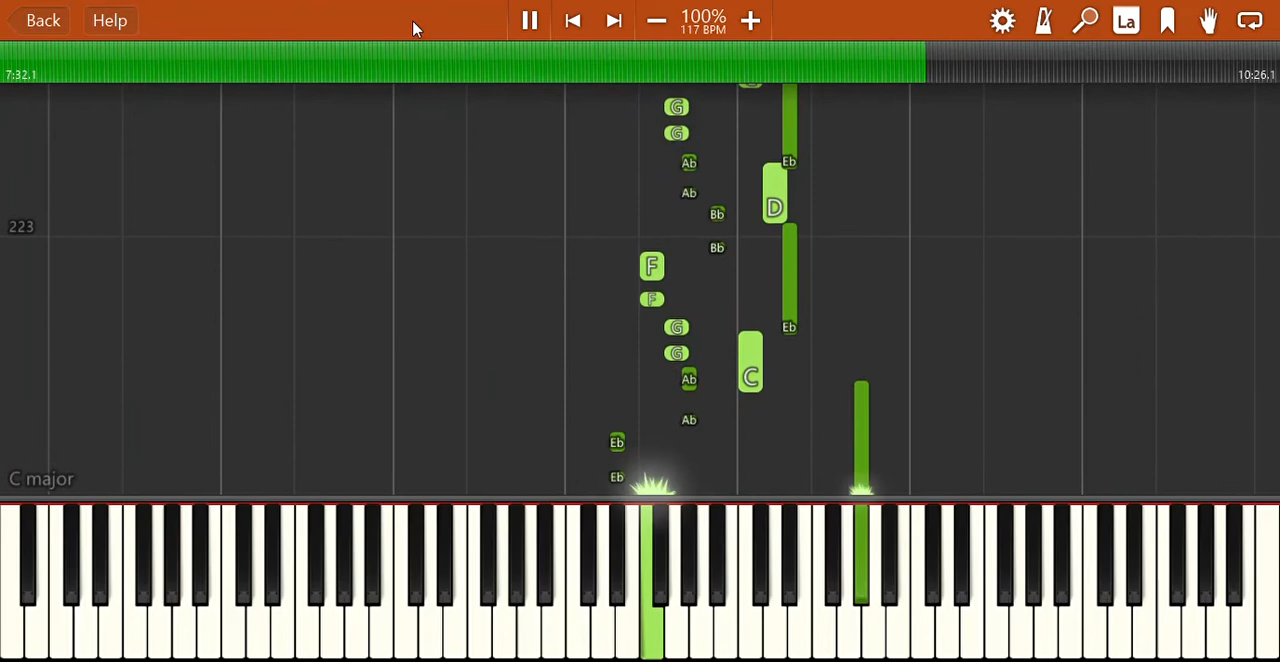 Back
Help
100%
117 BPM
La
7:32.1
10:26.1
G
G
Ab
Eb
Ab
D
Bb
223
Bb
F
F
G
Eb
G
C
Ab
Ab
Eb
C major
Eb